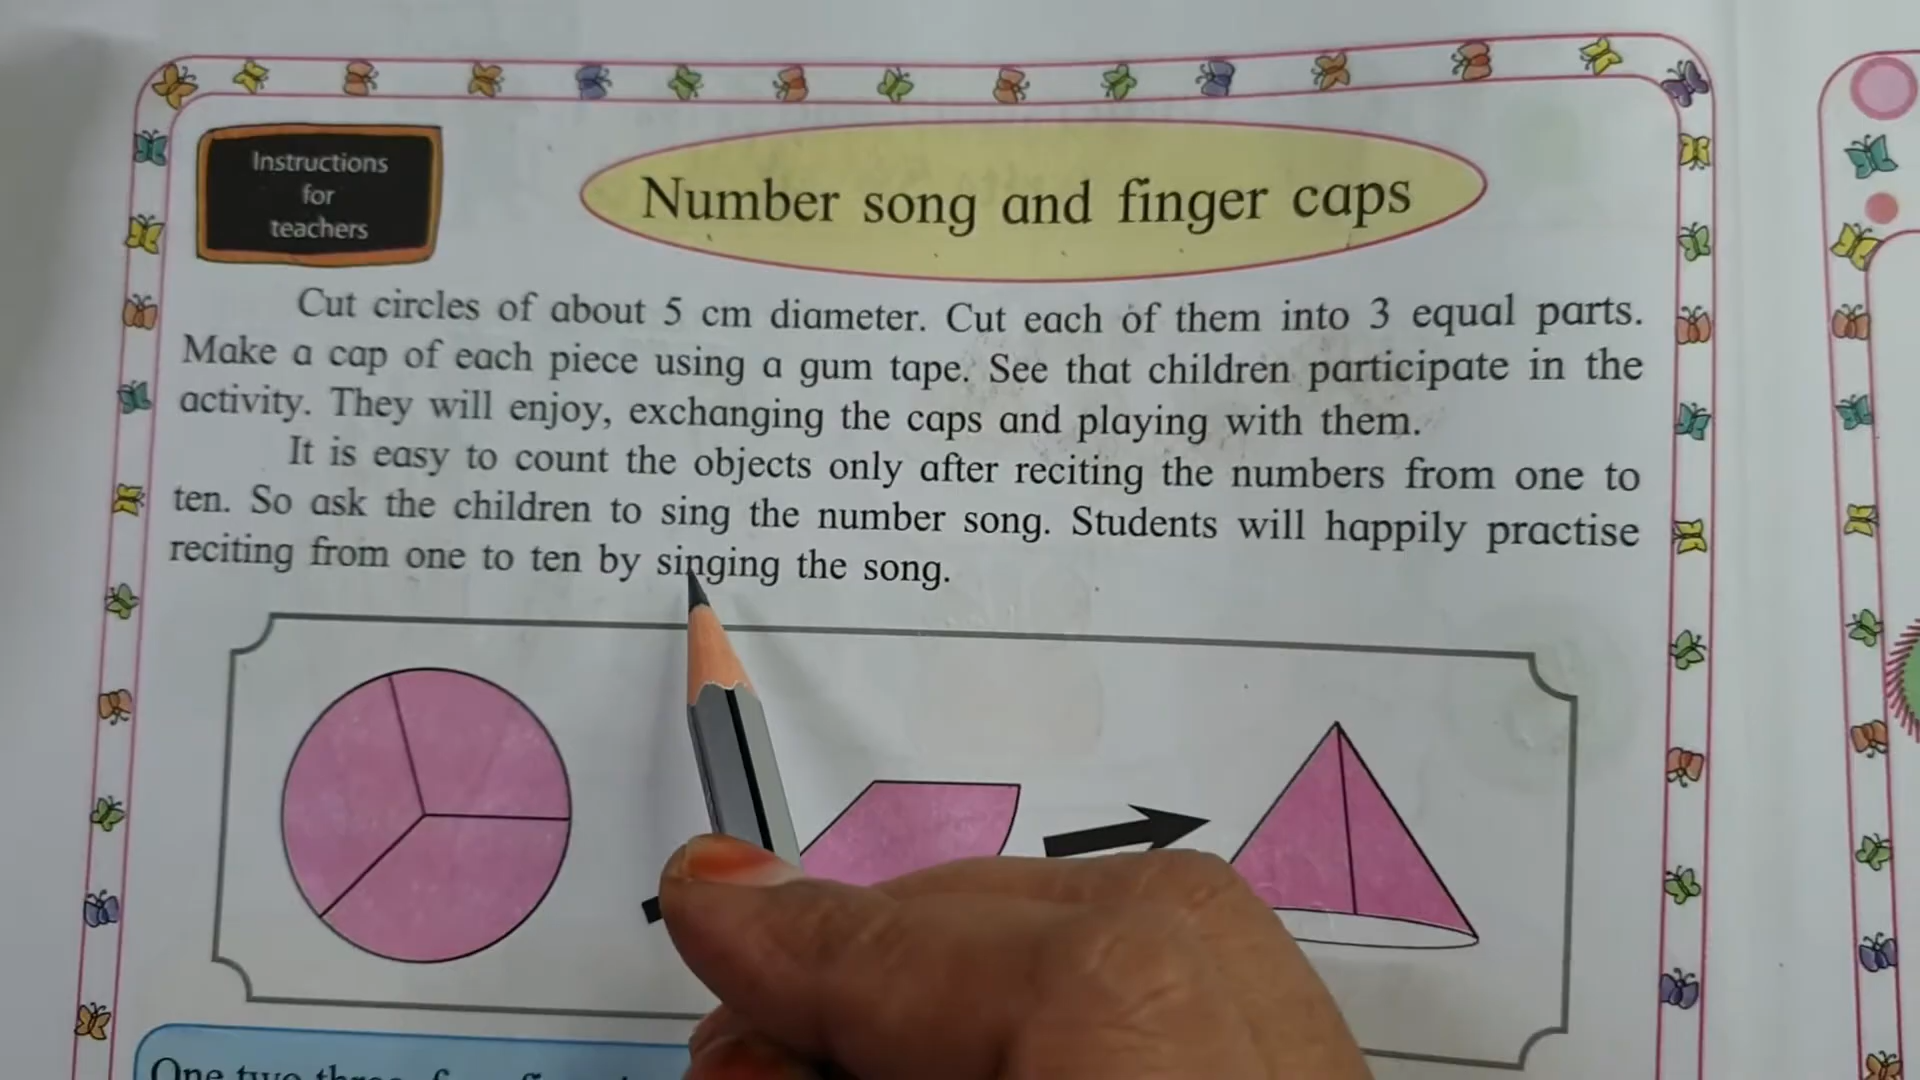 Instructions
for
teachers
Number song and finger caps
Cut circles of about 5 cm diameter. Cut each of them into 3 equal parts.
Make a cap of each piece using a gum tape. See that children participate in the
activity. They will enjoy, exchanging the caps and playing with them.
It is easy to count the objects only after reciting the numbers from one to
ten. So ask the children to sing the number song. Students will happily practise
reciting from one to ten by singing the song.
One two three